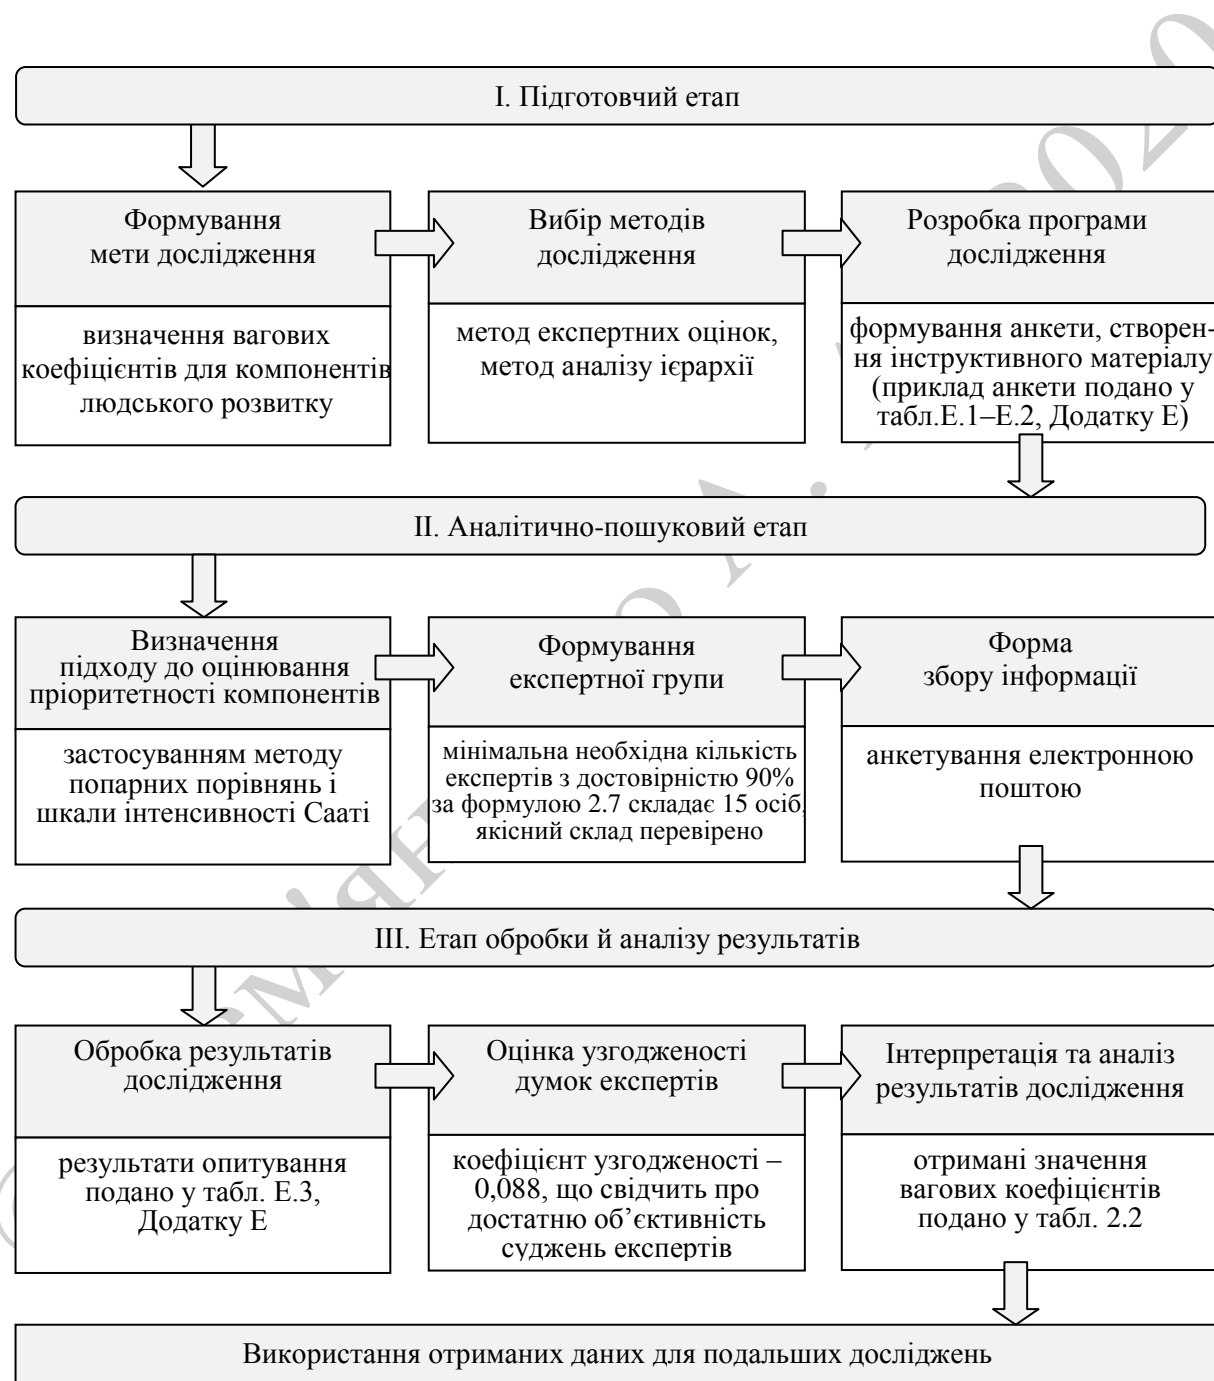 І. Підготовчий етап
Формування
мети дослідження
визначення вагових
коефіцієнтів для компонентів
людського розвитку
Вибір методів
дослідження
метод експертних оцінок,
метод аналізу ієрархії
Розробка програми
дослідження
формування анкети, створен-
ня інструктивного матеріалу
(приклад анкети подано у
табл.Е.1–Е.2, Додатку Е)
ІІ. Аналітично-пошуковий етап
Визначення
підходу до оцінювання
пріоритетності компонентів
застосуванням методу
попарних порівнянь і
шкали інтенсивності Сааті
Формування
експертної групи
мінімальна необхідна кількість
експертів з достовірністю 90%
за формулою 2.7 складає 15 осіб,
якісний склад перевірено
Форма
збору інформації
анкетування електронною
поштою
ІІІ. Етап обробки й аналізу результатів
Обробка результатів
дослідження
результати опитування
подано у табл. Е.3,
Додатку Е
Оцінка узгодженості
думок експертів
коефіцієнт узгодженості –
0,088, що свідчить про
достатню об’єктивність
суджень експертів
Інтерпретація та аналіз
результатів дослідження
отримані значення
вагових коефіцієнтів
подано у табл. 2.2
Використання отриманих даних для подальших досліджень